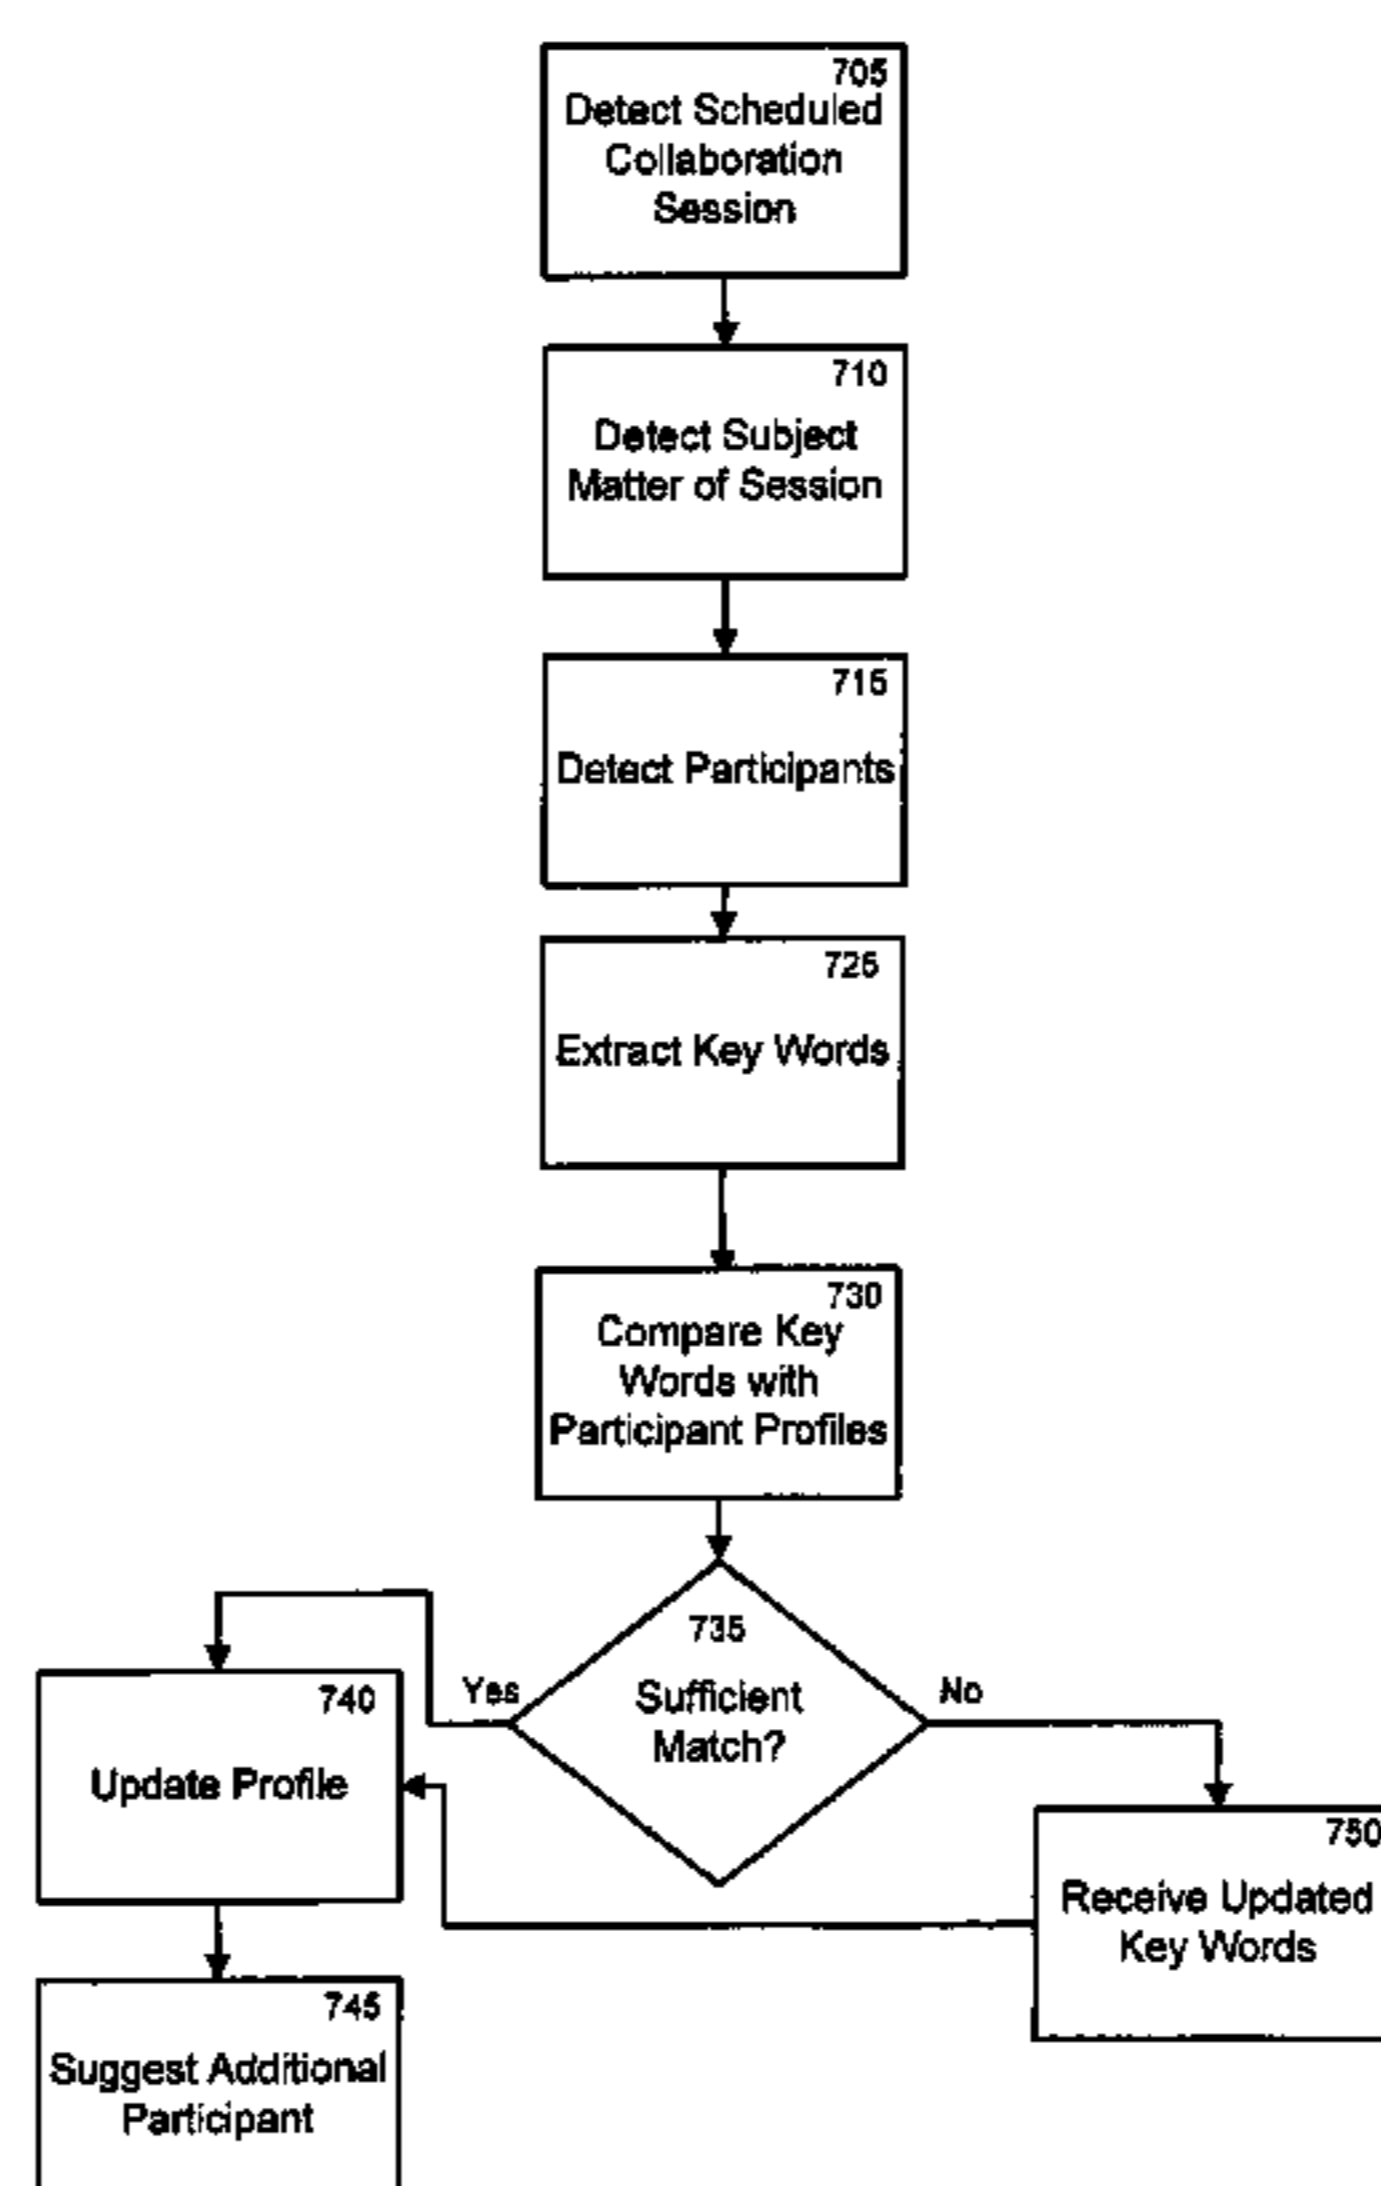 705
Detect Scheduled
Collaboration
Session
710
Detect Subject
Matter of Session
715
Detect Participants
725
Extract Key Words
730
Compare Key
Words with
Participant Profiles
735
Sufficient
Match?
Yes
No
740
Update Profile
750
Receive Updated
Key Words
745
Suggest Additional
Participant